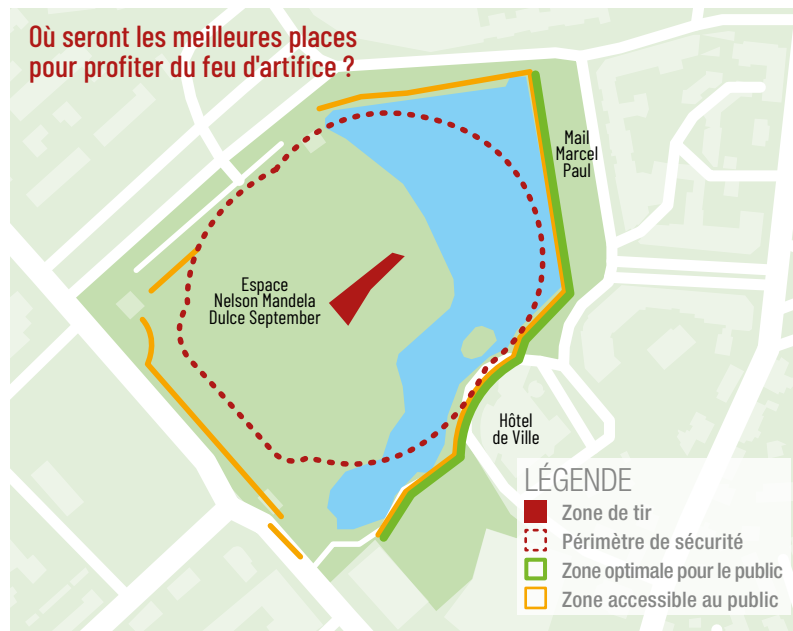 Où seront les meilleures places
pour profiter du feu d'artifice ?
Mail
Marcel
Paul
Espace
Nelson Mandela
Dulce September
Hôtel
de Ville
LÉGENDE
Zone de tir
Périmètre de sécurité
Zone optimale pour le public
Zone accessible au public